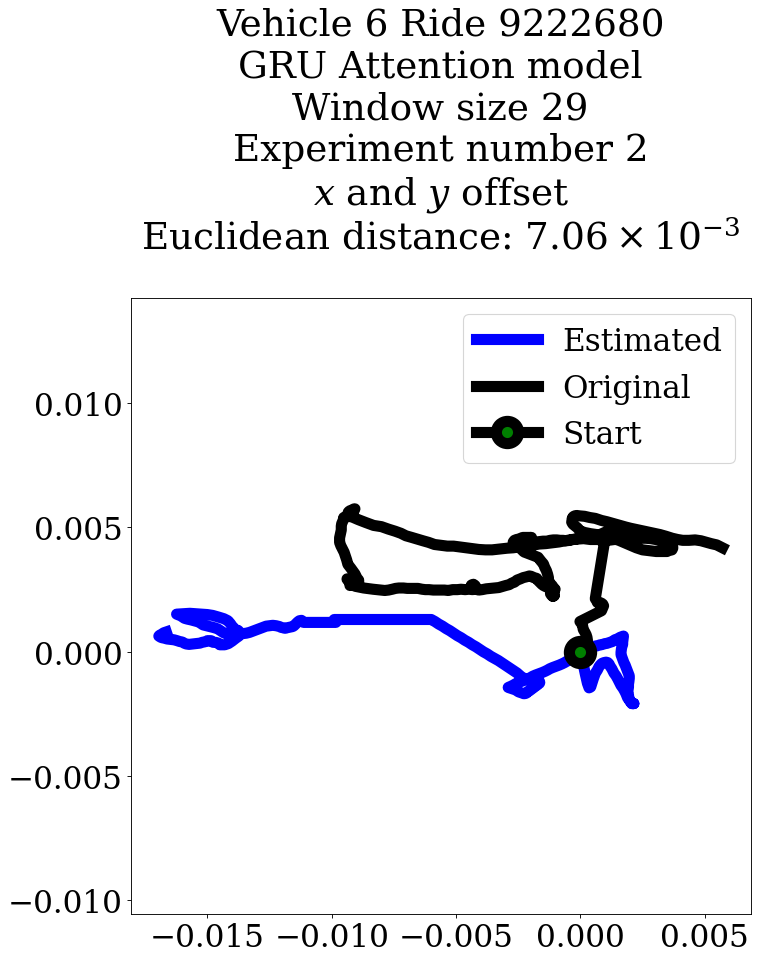 Vehicle 6 Ride 9222680
GRU Attention model
Window size 29
Experiment number 2
x and y offset
Euclidean distance: 7.06 × 10⁻³
Estimated
Original
Start
0.010
0.005
0.000
−0.005
−0.010
−0.015 −0.010 −0.005 0.000 0.005